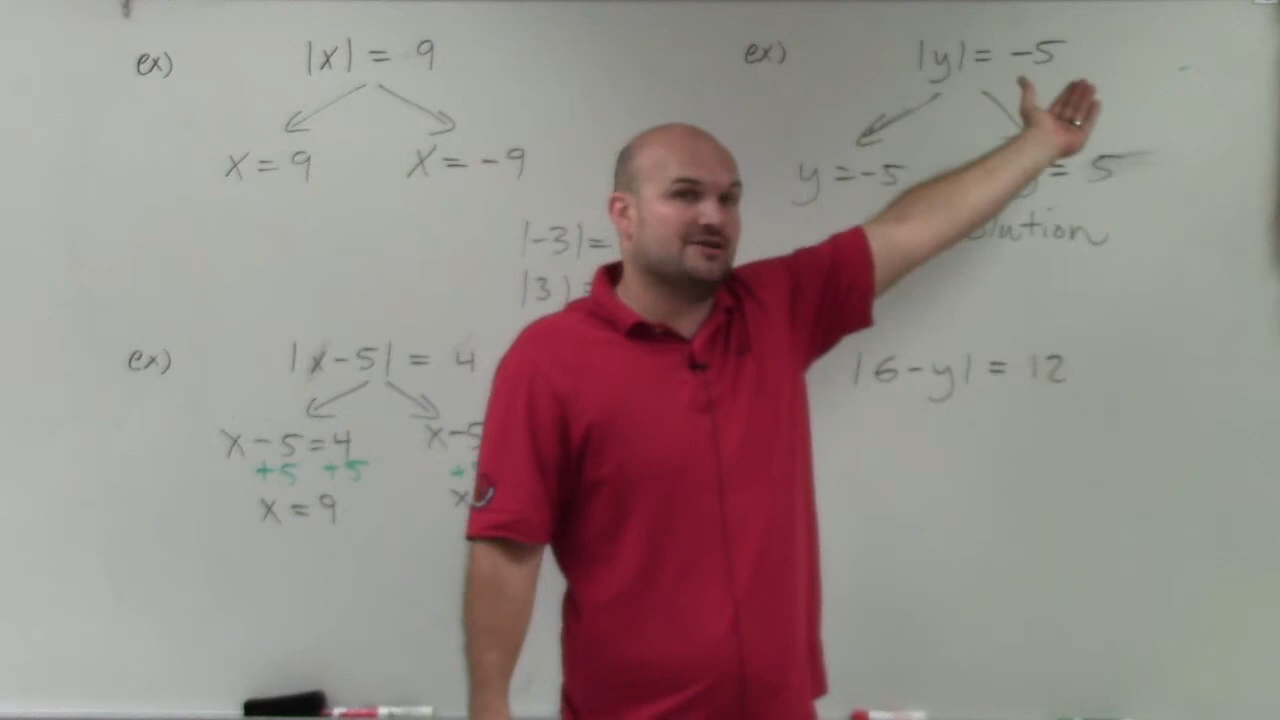 ex) |x| = 9
x = 9 x = -9
ex) |y| = -5
y = -5 = 5
|-3| =
|3| =
ex) |x-5| = 4
x-5=4 x-5
+5 +5 +
x = 9 x
|6-y| = 12